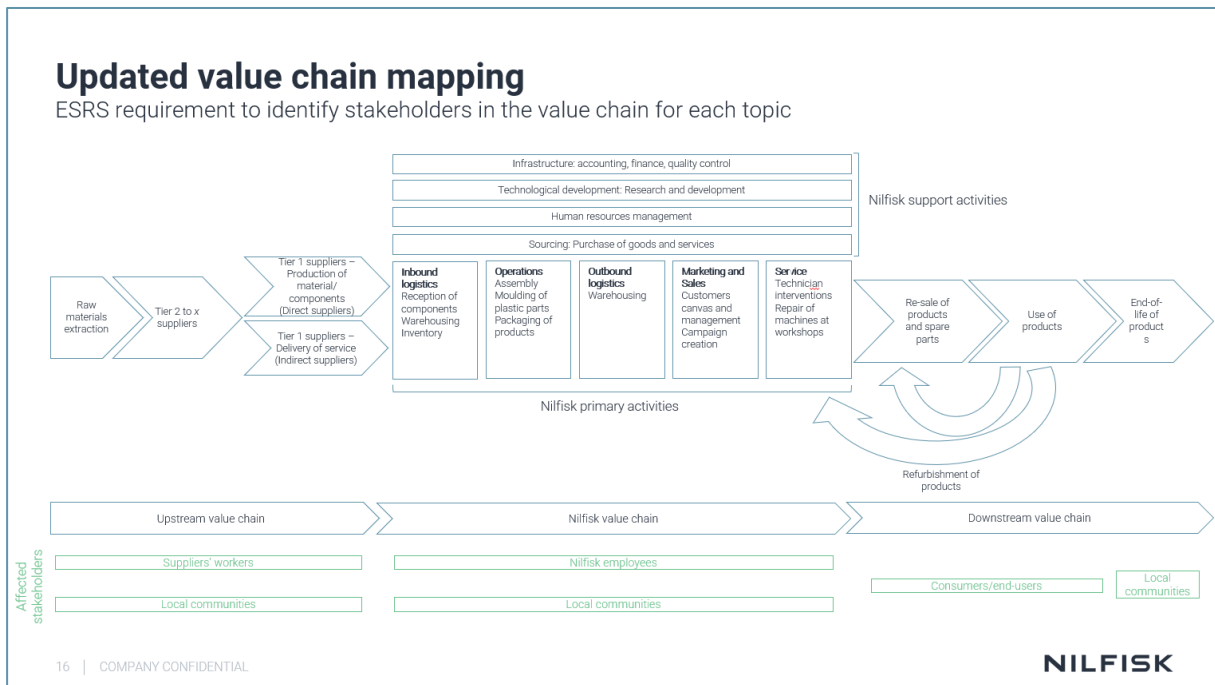 Updated value chain mapping
ESRS requirement to identify stakeholders in the value chain for each topic
Infrastructure: accounting, finance, quality control
Technological development: Research and development
Human resources management
Sourcing: Purchase of goods and services
Nilfisk support activities
Raw
materials
extraction
Tier 2 to x
suppliers
Tier 1 suppliers –
Production of
material/
components
(Direct suppliers)
Tier 1 suppliers –
Delivery of service
(Indirect suppliers)
Inbound
logistics
Reception of
components
Warehousing
Inventory
Operations
Assembly
Moulding of
plastic parts
Packaging of
products
Outbound
logistics
Warehousing
Marketing and
Sales
Customers
canvas and
management
Campaign
creation
Service
Technician
interventions
Repair of
machines at
workshops
Re-sale of
products
and spare
parts
Use of
products
End-of-
life of
product
s
Nilfisk primary activities
Refurbishment of
products
Upstream value chain
Nilfisk value chain
Downstream value chain
Affected
stakeholders
Suppliers' workers
Nilfisk employees
Consumers/end-users
Local
communities
Local communities
Local communities
16 | COMPANY CONFIDENTIAL
NILFISK